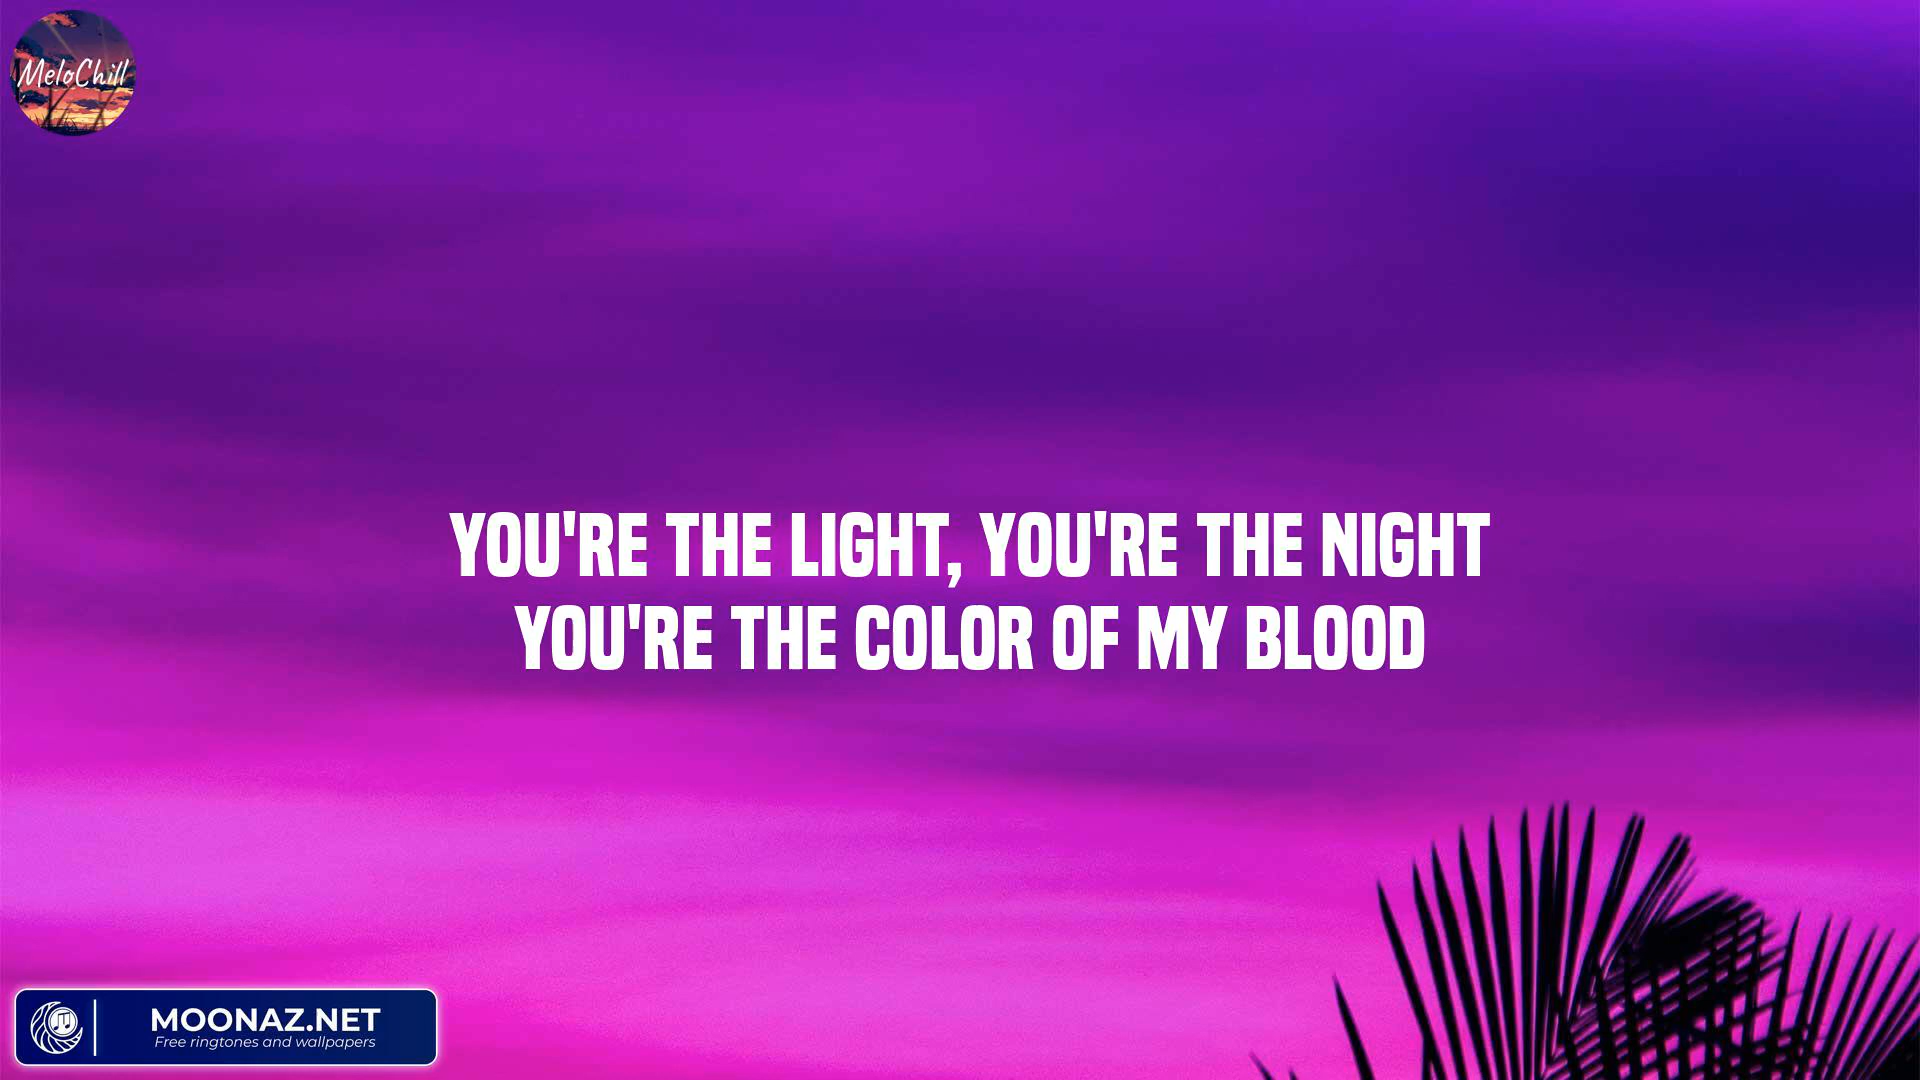 MeloChill
YOU'RE THE LIGHT, YOU'RE THE NIGHT
YOU'RE THE COLOR OF MY BLOOD
MOONAZ.NET
Free ringtones and wallpapers